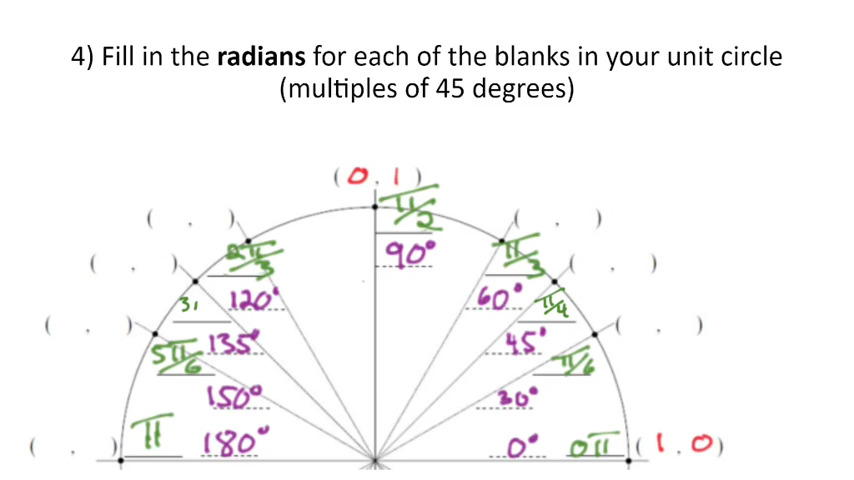 4) Fill in the radians for each of the blanks in your unit circle
(multiples of 45 degrees)
(0, 1)
π/2
90°
( , )
2π/3
120°
( , )
π/3
60°
( , )
31
135°
( , )
π/4
45°
( , )
5π/6
150°
( , )
π/6
30°
( , )
π
180°
0°
0π
(1, 0)